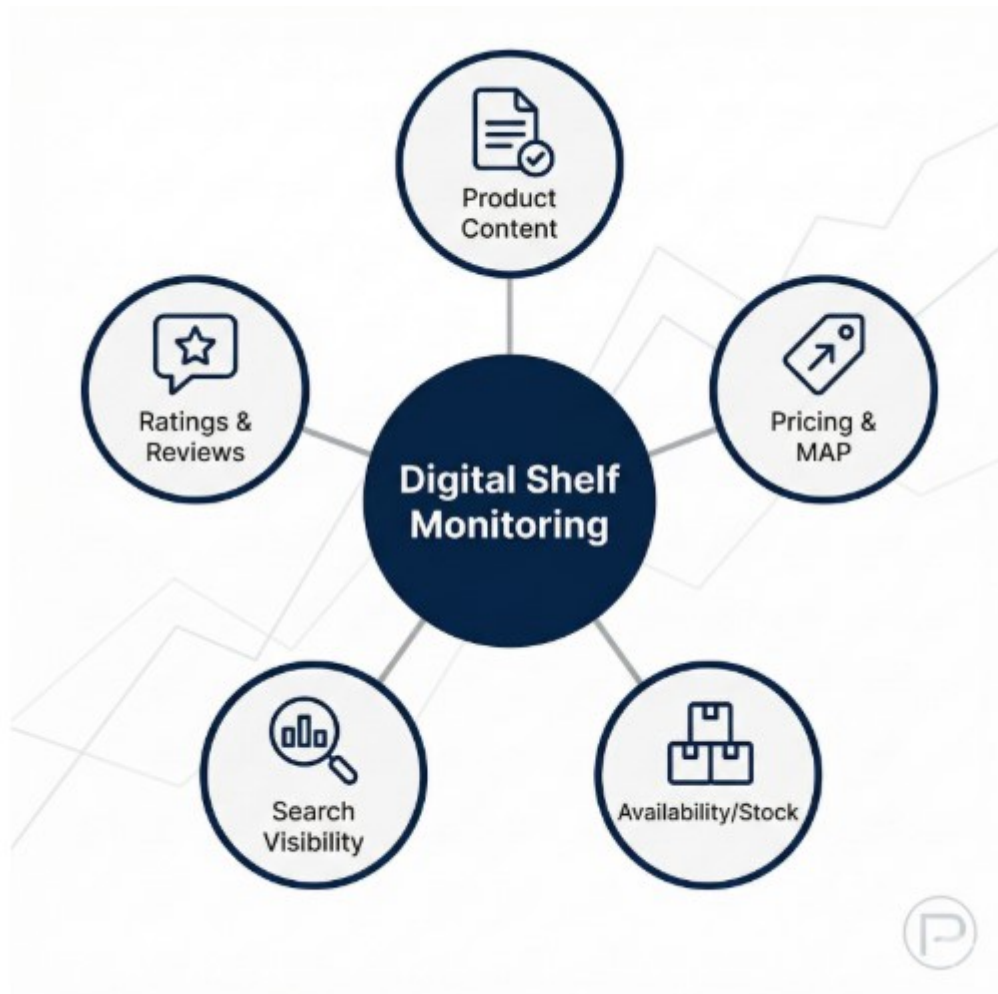 Product
Content
Ratings &
Reviews
Pricing &
MAP
Digital Shelf
Monitoring
Search
Visibility
Availability/Stock
P